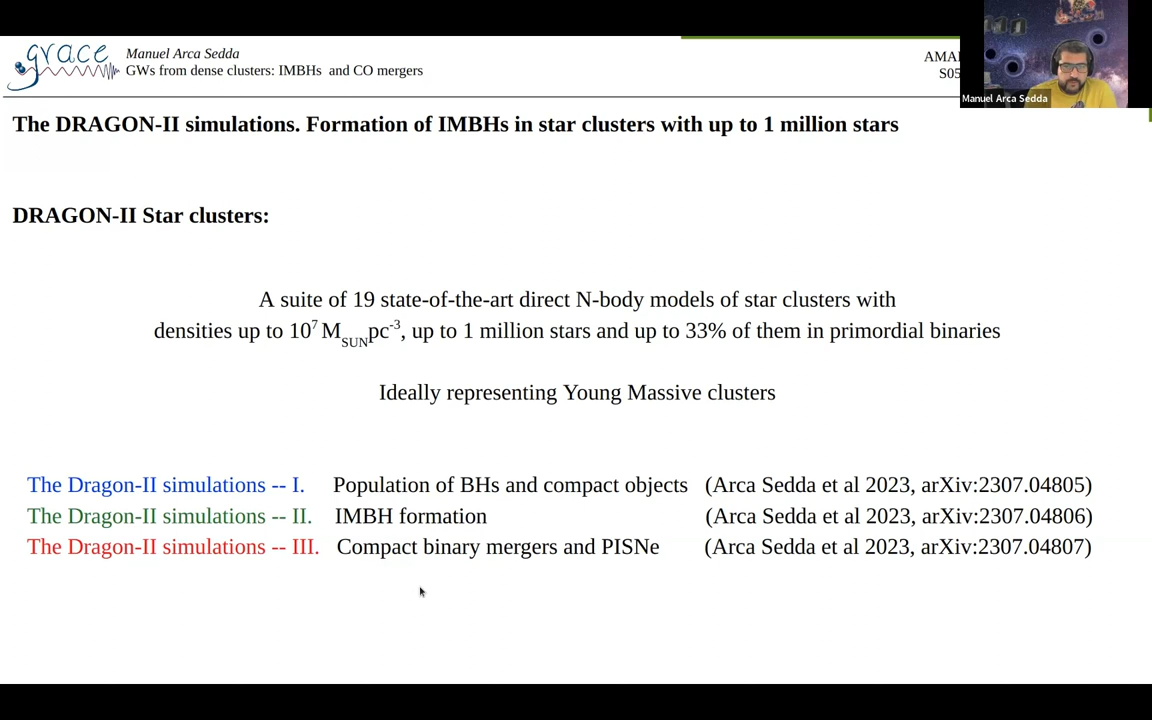 grace
Manuel Arca Sedda
GWs from dense clusters: IMBHs and CO mergers
AMA
S05
Manuel Arca Sedda
The DRAGON-II simulations. Formation of IMBHs in star clusters with up to 1 million stars
DRAGON-II Star clusters:
A suite of 19 state-of-the-art direct N-body models of star clusters with
densities up to 10⁷ M_SUN pc⁻³, up to 1 million stars and up to 33% of them in primordial binaries
Ideally representing Young Massive clusters
The Dragon-II simulations -- I. Population of BHs and compact objects (Arca Sedda et al 2023, arXiv:2307.04805)
The Dragon-II simulations -- II. IMBH formation (Arca Sedda et al 2023, arXiv:2307.04806)
The Dragon-II simulations -- III. Compact binary mergers and PISNe (Arca Sedda et al 2023, arXiv:2307.04807)